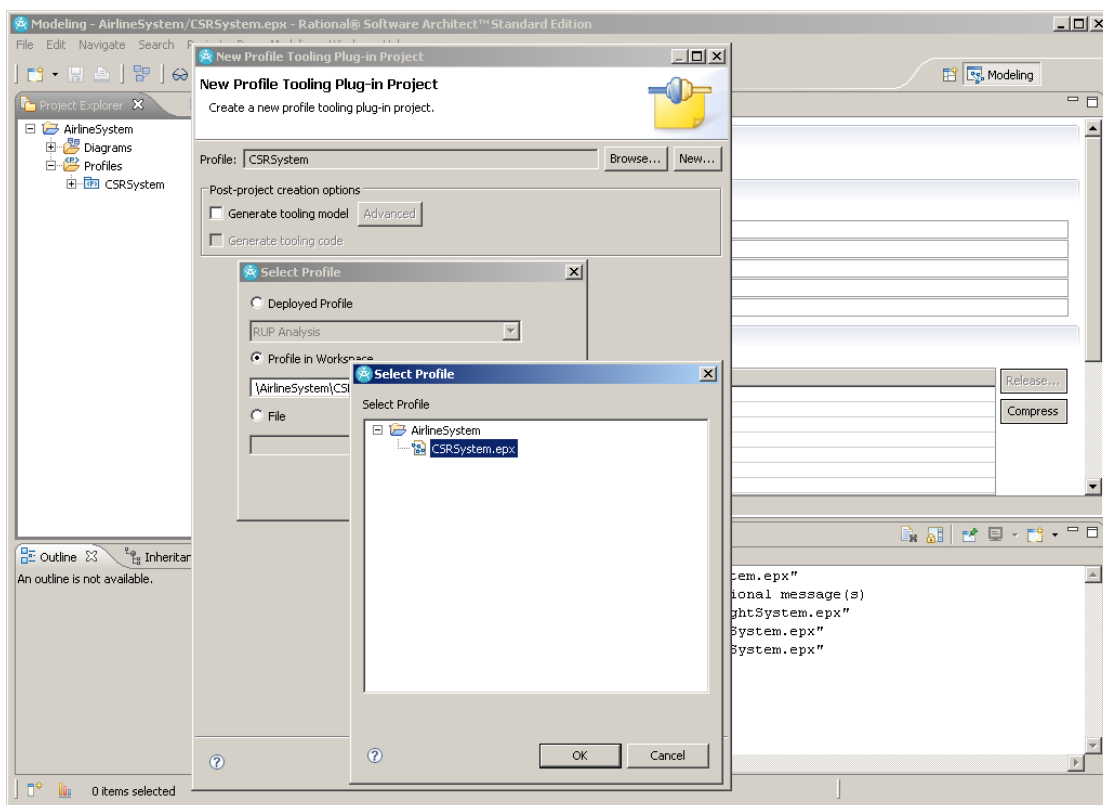 Modeling - AirlineSystem/CSRSystem.epx - Rational® Software Architect™ Standard Edition
File Edit Navigate Search
New Profile Tooling Plug-in Project
New Profile Tooling Plug-in Project
Create a new profile tooling plug-in project.
Modeling
Project Explorer
AirlineSystem
Diagrams
Profiles
CSRSystem
Profile: CSRSystem Browse... New...
Post-project creation options
Generate tooling model Advanced
Generate tooling code
Select Profile
Deployed Profile
RUP Analysis
Profile in Workspace
\AirlineSystem\CS
File
Select Profile
Select Profile
AirlineSystem
CSRSystem.epx
OK Cancel
Release...
Compress
Outline Inheritan
An outline is not available.
tem.epx"
ional message(s)
ghtSystem.epx"
System.epx"
System.epx"
0 items selected